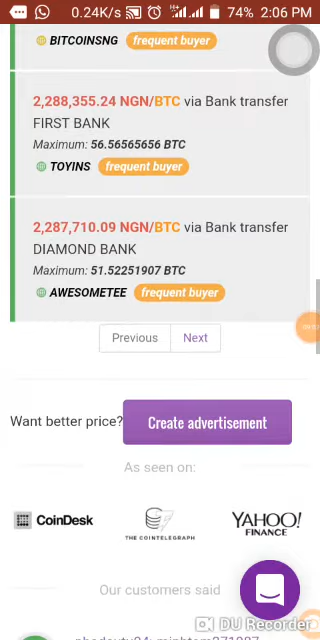 0.24K/s H+ 74% 2:06 PM
BITCOINSNG frequent buyer
2,288,355.24 NGN/BTC via Bank transfer
FIRST BANK
Maximum: 56.56565656 BTC
TOYINS frequent buyer
2,287,710.09 NGN/BTC via Bank transfer
DIAMOND BANK
Maximum: 51.52251907 BTC
AWESOMETEE frequent buyer
Previous Next
Want better price? Create advertisement
As seen on:
CoinDesk
THE COINTELEGRAPH
YAHOO!
FINANCE
Our customers said
DU Recorder